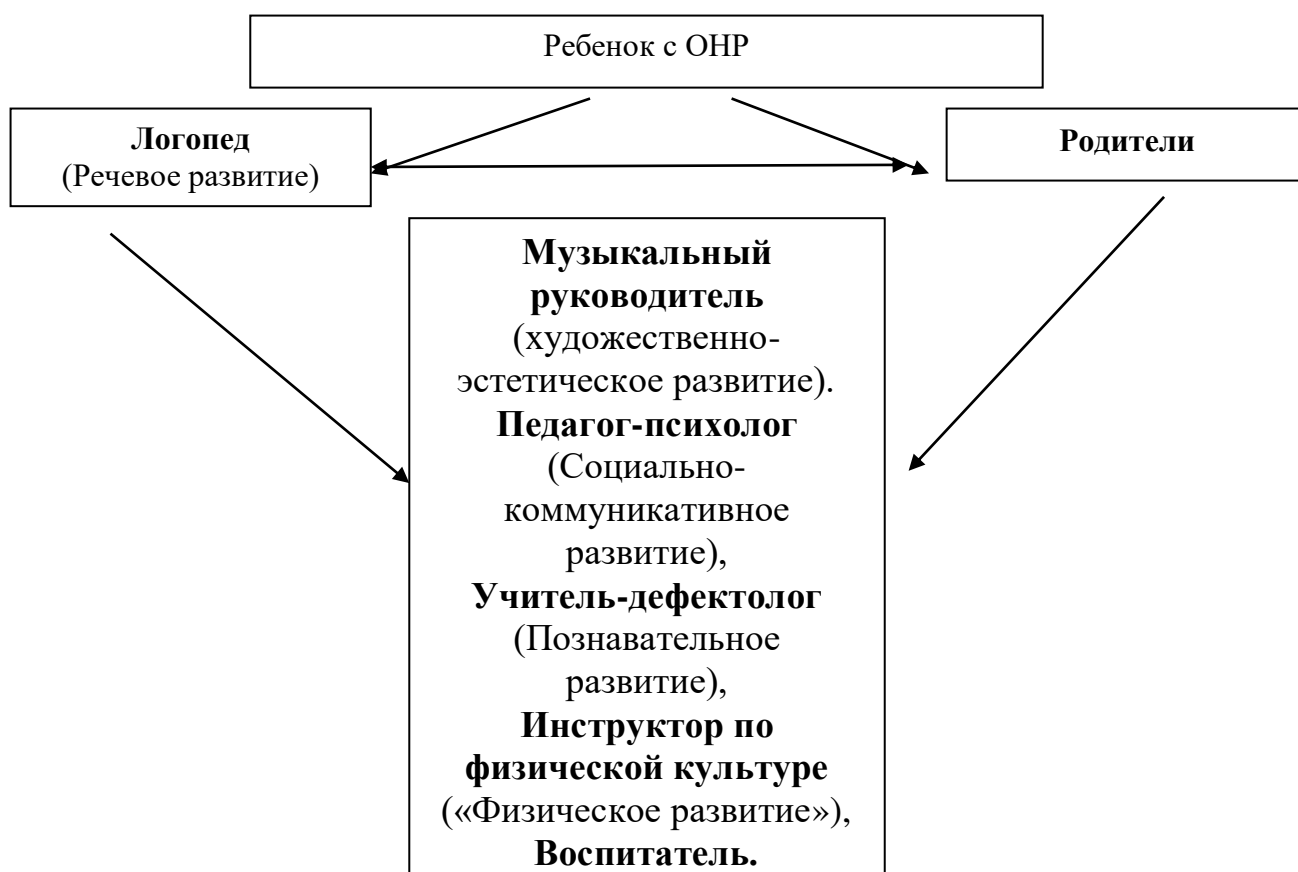 Ребенок с ОНР
Логопед
(Речевое развитие)
Родители
Музыкальный
руководитель
(художественно-
эстетическое развитие).
Педагог-психолог
(Социально-
коммуникативное
развитие),
Учитель-дефектолог
(Познавательное
развитие),
Инструктор по
физической культуре
(«Физическое развитие»),
Воспитатель.